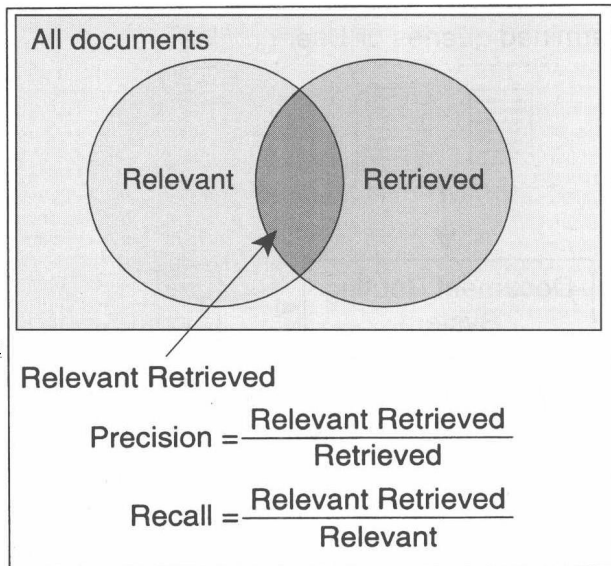 All documents
Relevant Retrieved
Relevant Retrieved
Precision = Relevant Retrieved
Retrieved
Recall = Relevant Retrieved
Relevant